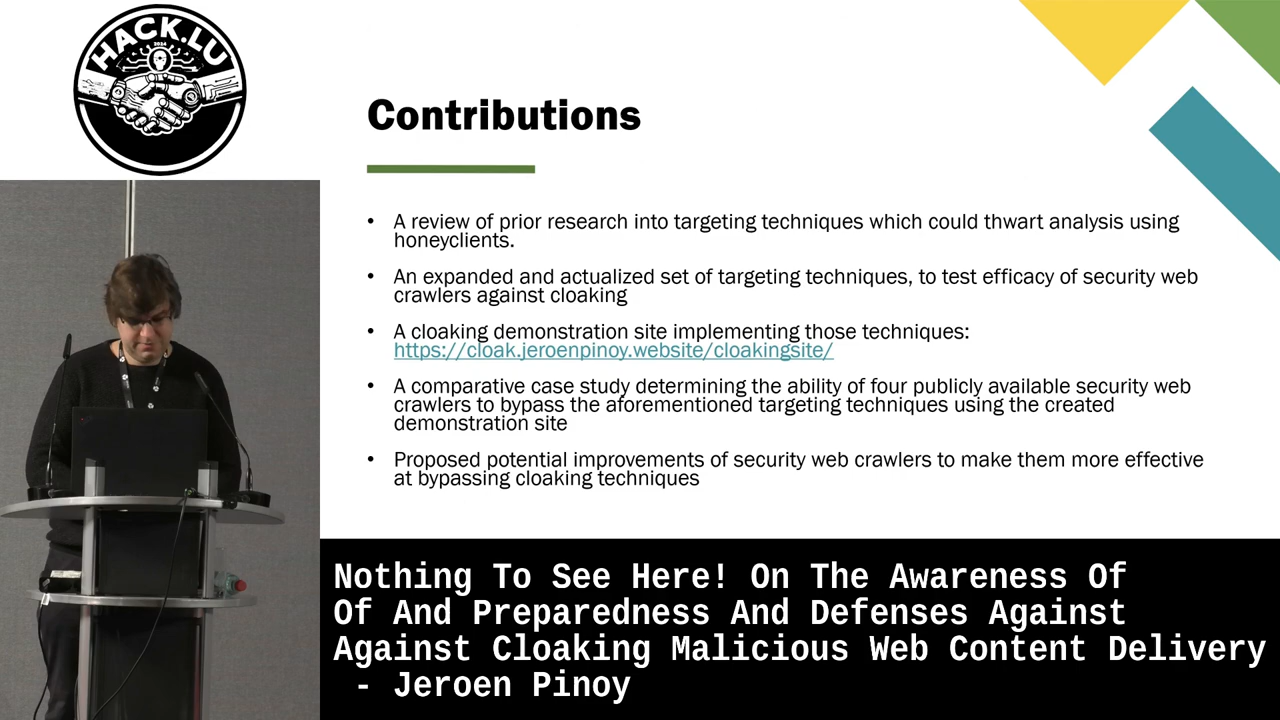 HACK.LU
2024
Contributions
• A review of prior research into targeting techniques which could thwart analysis using
honeyclients.
• An expanded and actualized set of targeting techniques, to test efficacy of security web
crawlers against cloaking
• A cloaking demonstration site implementing those techniques:
https://cloak.jeroenpinoy.website/cloakingsite/
• A comparative case study determining the ability of four publicly available security web
crawlers to bypass the aforementioned targeting techniques using the created
demonstration site
• Proposed potential improvements of security web crawlers to make them more effective
at bypassing cloaking techniques
Nothing To See Here! On The Awareness Of
Of And Preparedness And Defenses Against
Against Cloaking Malicious Web Content Delivery
- Jeroen Pinoy